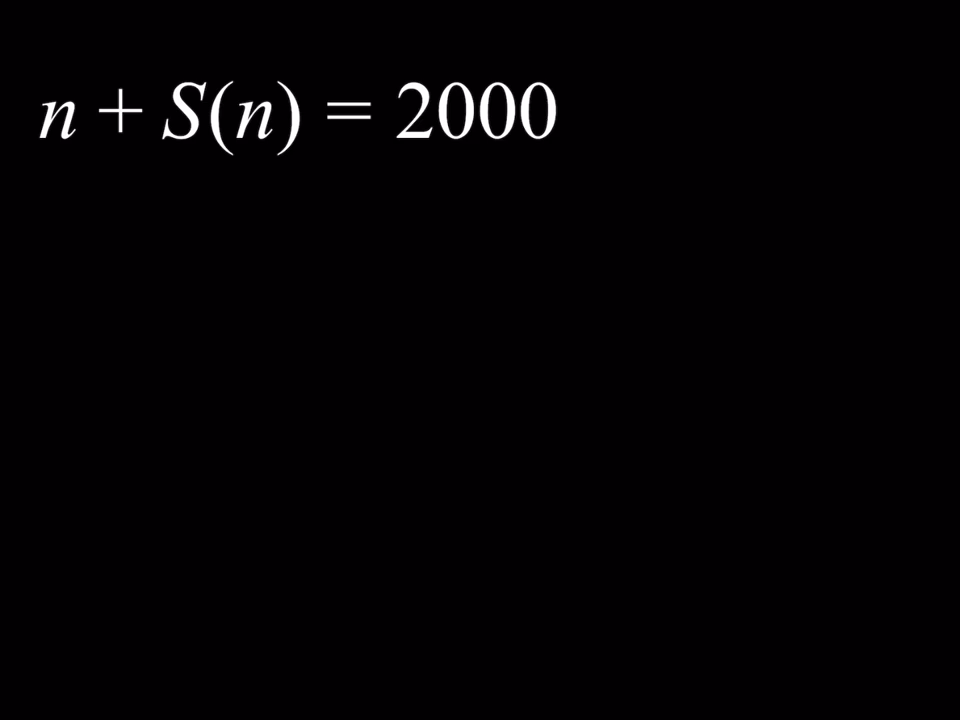 n + S(n) = 2000